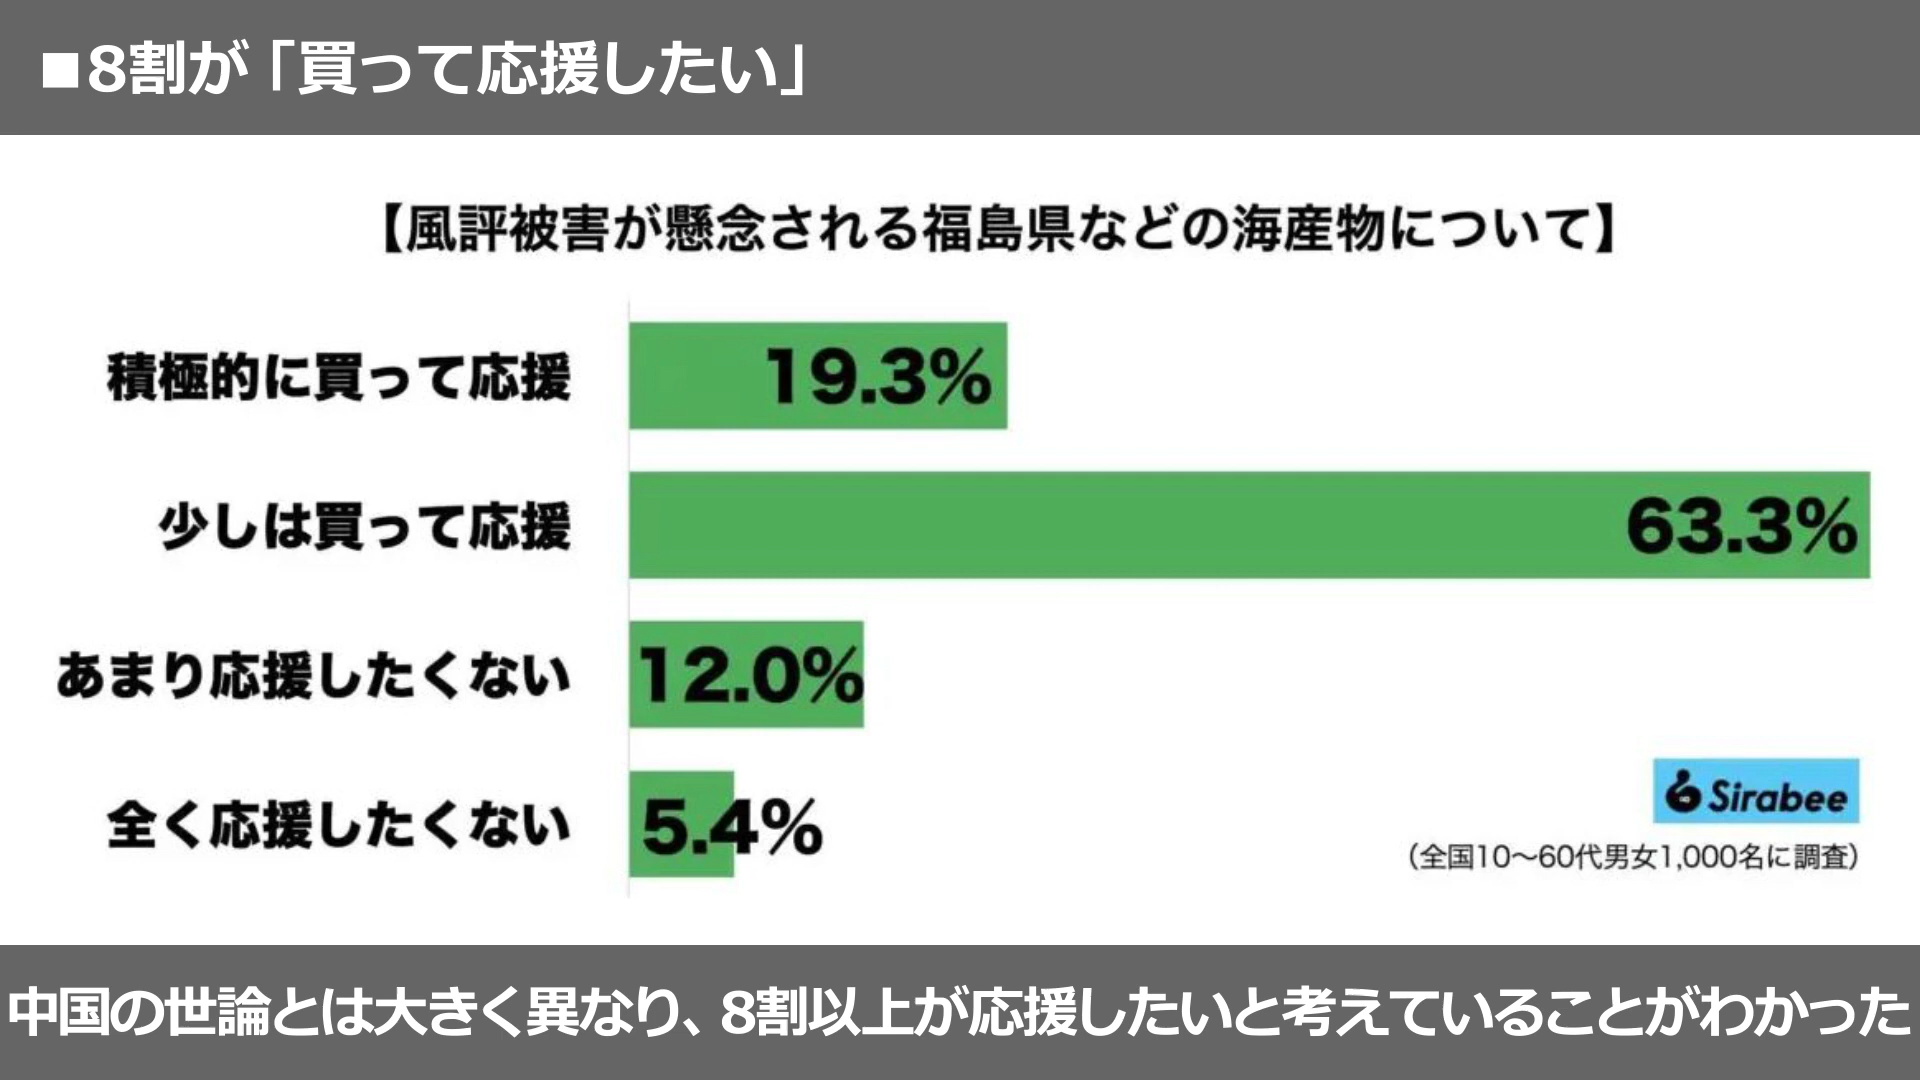 ■8割が「買って応援したい」
【風評被害が懸念される福島県などの海産物について】
積極的に買って応援 19.3%
少しは買って応援 63.3%
あまり応援したくない 12.0%
全く応援したくない 5.4%
Sirabee
（全国10〜60代男女1,000名に調査）
中国の世論とは大きく異なり、8割以上が応援したいと考えていることがわかった